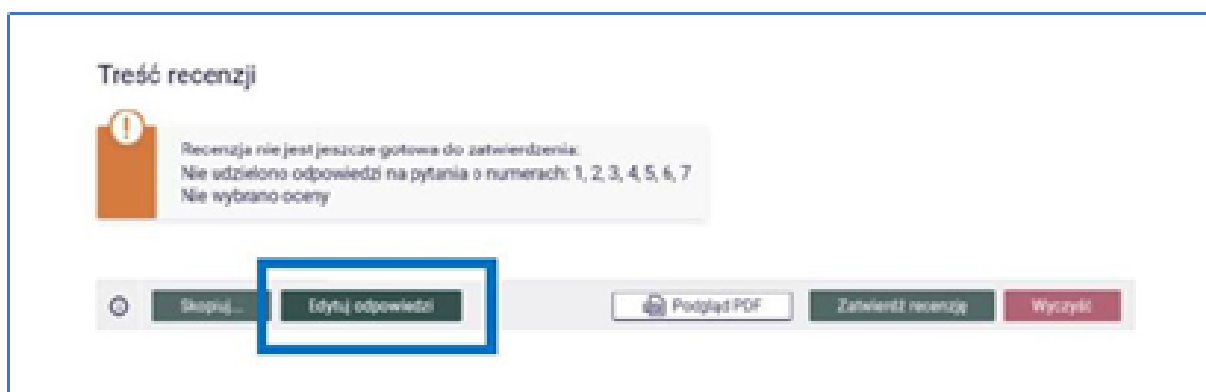 Treść recenzji
Recenzja nie jest jeszcze gotowa do zatwierdzenia:
Nie udzielono odpowiedzi na pytania o numerach: 1, 2, 3, 4, 5, 6, 7
Nie wybrano oceny
Skopiuj... Edytuj odpowiedzi Podgląd PDF Zatwierdź recenzję Wyczyść